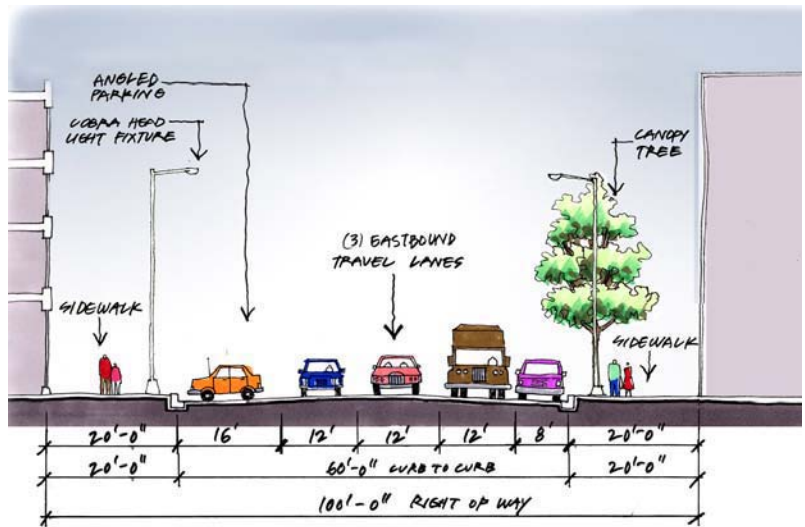 ANGLED
PARKING
COBRA HEAD
LIGHT FIXTURE
CANOPY
TREE
(3) EASTBOUND
TRAVEL LANES
SIDEWALK
SIDEWALK
20'-0" 16' 12' 12' 12' 8' 20'-0"
20'-0" 60'-0" CURB TO CURB 20'-0"
100'-0" RIGHT OF WAY